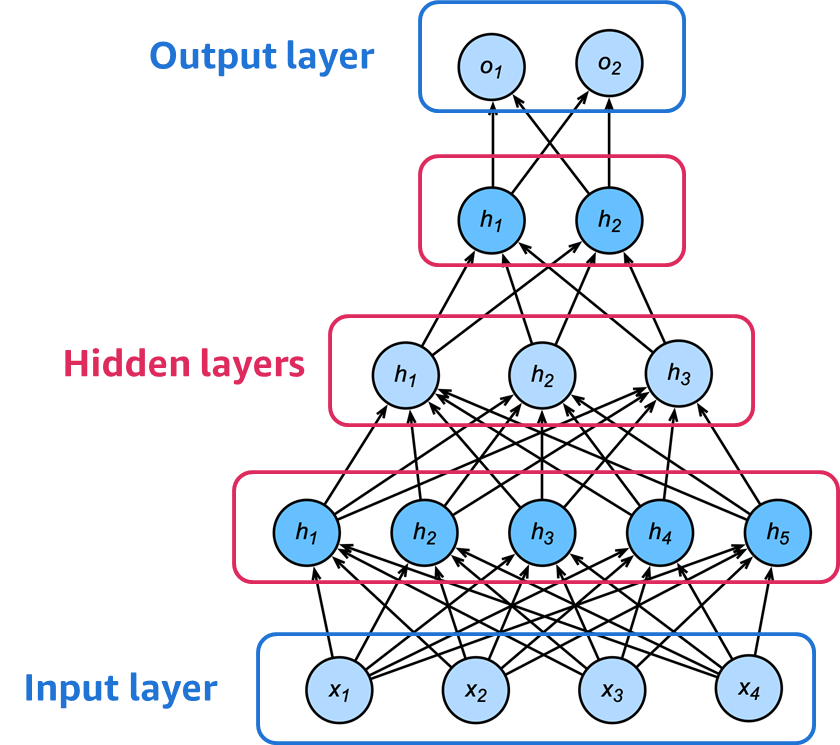 Output layer
o1 o2
h1 h2
Hidden layers
h1 h2 h3
h1 h2 h3 h4 h5
Input layer
x1 x2 x3 x4